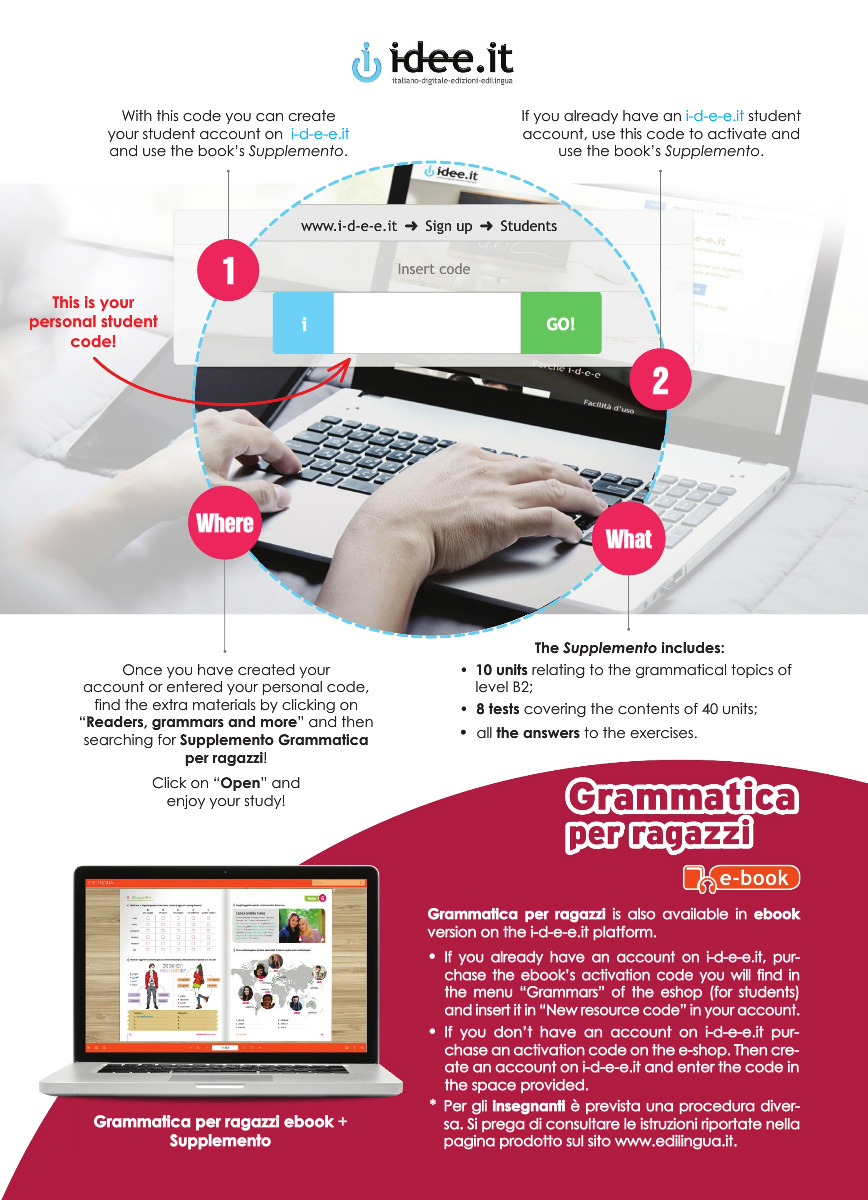 idee.it
italiano-digitale-edizioni-edilingua
With this code you can create
your student account on i-d-e-e.it
and use the book's Supplemento.
If you already have an i-d-e-e.it student
account, use this code to activate and
use the book's Supplemento.
idee.it
www.i-d-e-e.it ➔ Sign up ➔ Students
1
Insert code
This is your
personal student
code!
i
GO!
Perché i-d-e-e
2
Facilità d'uso
Where
What
Once you have created your
account or entered your personal code,
find the extra materials by clicking on
“Readers, grammars and more” and then
searching for Supplemento Grammatica
per ragazzi!
Click on “Open” and
enjoy your study!
The Supplemento includes:
• 10 units relating to the grammatical topics of
level B2;
• 8 tests covering the contents of 40 units;
• all the answers to the exercises.
Grammatica
per ragazzi
e-book
Grammatica per ragazzi is also available in ebook
version on the i-d-e-e.it platform.
• If you already have an account on i-d-e-e.it, pur-
chase the ebook's activation code you will find in
the menu “Grammars” of the eshop (for students)
and insert it in “New resource code” in your account.
• If you don't have an account on i-d-e-e.it pur-
chase an activation code on the e-shop. Then cre-
ate an account on i-d-e-e.it and enter the code in
the space provided.
* Per gli insegnanti è prevista una procedura diver-
sa. Si prega di consultare le istruzioni riportate nella
pagina prodotto sul sito www.edilingua.it.
Grammatica per ragazzi ebook +
Supplemento